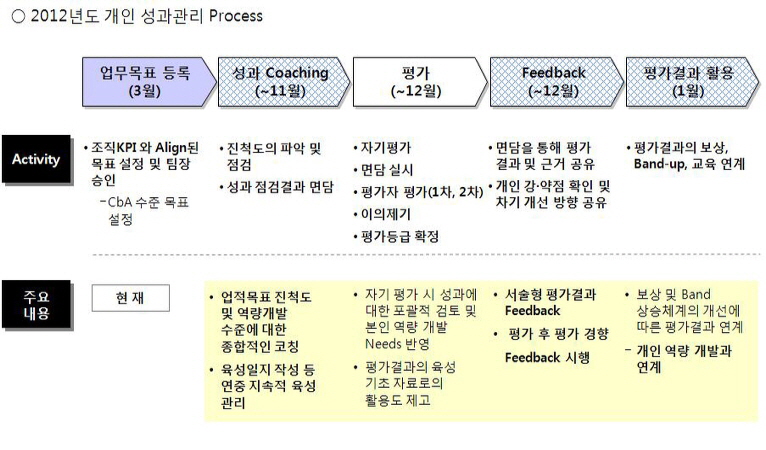 ○ 2012년도 개인 성과관리 Process
업무목표 등록
(3월)
성과 Coaching
(~11월)
평가
(~12월)
Feedback
(~12월)
평가결과 활용
(1월)
Activity
• 조직KPI 와 Align된
목표 설정 및 팀장
승인
– CbA 수준 목표
설정
• 진척도의 파악 및
점검
• 성과 점검결과 면담
• 자기평가
• 면담 실시
• 평가자 평가(1차, 2차)
• 이의제기
• 평가등급 확정
• 면담을 통해 평가
결과 및 근거 공유
• 개인 강·약점 확인 및
차기 개선 방향 공유
• 평가결과의 보상,
Band-up, 교육 연계
주요
내용
현 재
• 업적목표 진척도
및 역량개발
수준에 대한
종합적인 코칭
• 육성일지 작성 등
연중 지속적 육성
관리
• 자기 평가 시 성과에
대한 포괄적 검토 및
본인 역량 개발
Needs 반영
• 평가결과의 육성
기초 자료로의
활용도 제고
• 서술형 평가결과
Feedback
• 평가 후 평가 경향
Feedback 시행
• 보상 및 Band
상승체계의 개선에
따른 평가결과 연계
– 개인 역량 개발과
연계